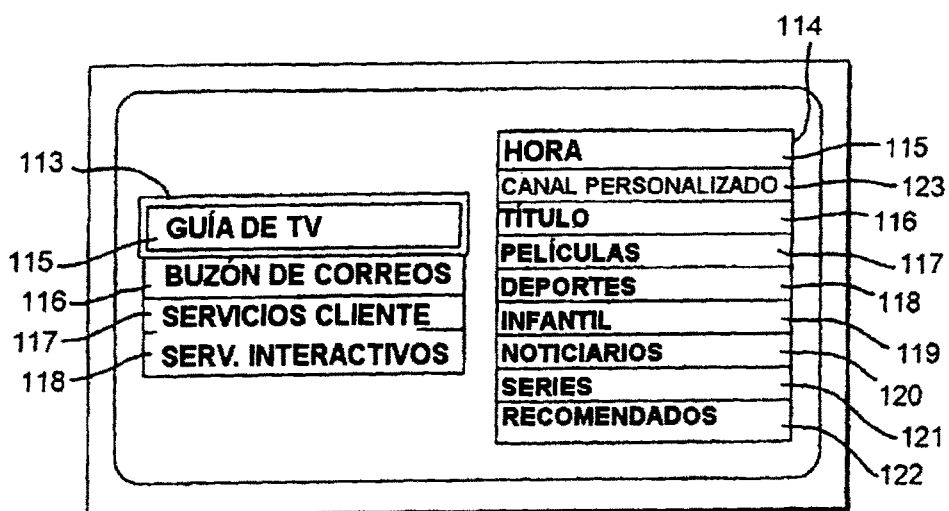 114
113
GUÍA DE TV
115
BUZÓN DE CORREOS
116
SERVICIOS CLIENTE
117
SERV. INTERACTIVOS
118
HORA
115
CANAL PERSONALIZADO
123
TÍTULO
116
PELÍCULAS
117
DEPORTES
118
INFANTIL
119
NOTICIARIOS
120
SERIES
121
RECOMENDADOS
122